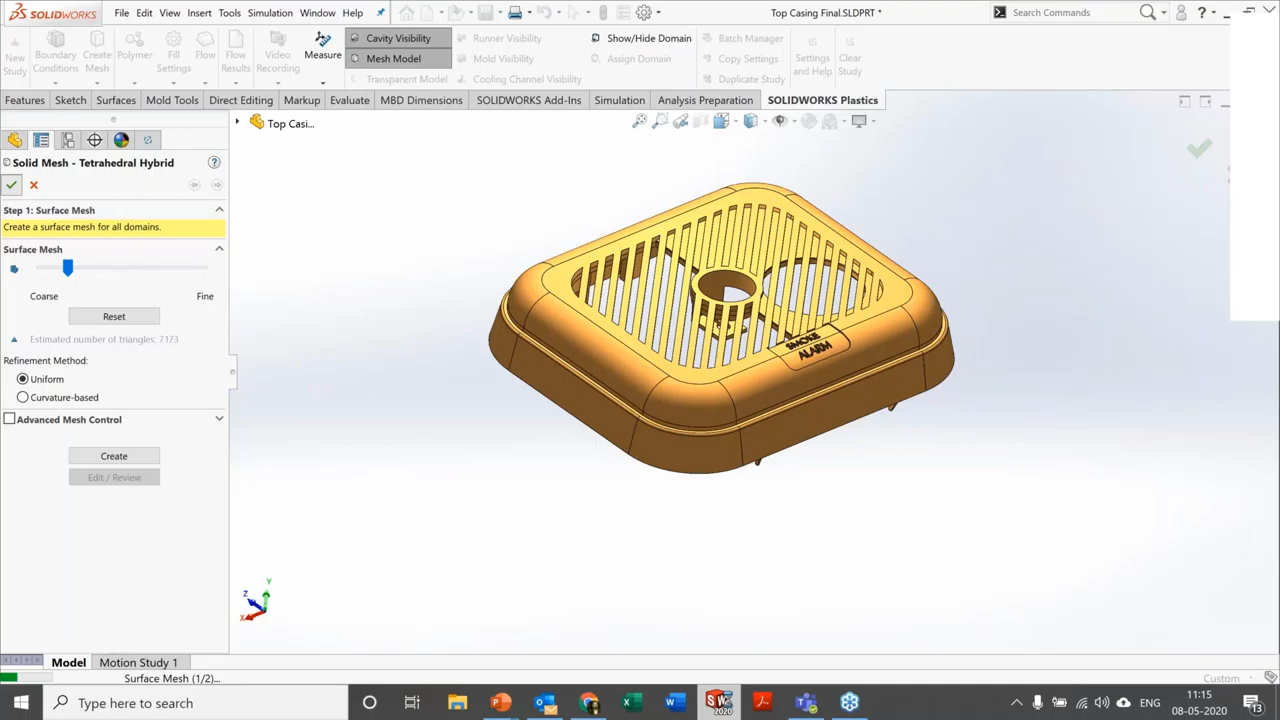 SOLIDWORKS File Edit View Insert Tools Simulation Window Help Top Casing Final.SLDPRT * Search Commands
New Study Boundary Conditions Create Mesh Polymer Fill Settings Flow Flow Results Video Recording Measure
Cavity Visibility Runner Visibility Show/Hide Domain Batch Manager
Mesh Model Mold Visibility Assign Domain Copy Settings Settings and Help Clear Study
Transparent Model Cooling Channel Visibility Duplicate Study
Features Sketch Surfaces Mold Tools Direct Editing Markup Evaluate MBD Dimensions SOLIDWORKS Add-Ins Simulation Analysis Preparation SOLIDWORKS Plastics
Top Casi...
Solid Mesh - Tetrahedral Hybrid
Step 1: Surface Mesh
Create a surface mesh for all domains.
Surface Mesh
Coarse Fine
Reset
Estimated number of triangles: 7173
Refinement Method:
Uniform
Curvature-based
Advanced Mesh Control
Create
Edit / Review
SMOKE
ALARM
Y
Z
X
Model Motion Study 1
Surface Mesh (1/2)... Custom
Type here to search ENG 11:15
08-05-2020
2020
13